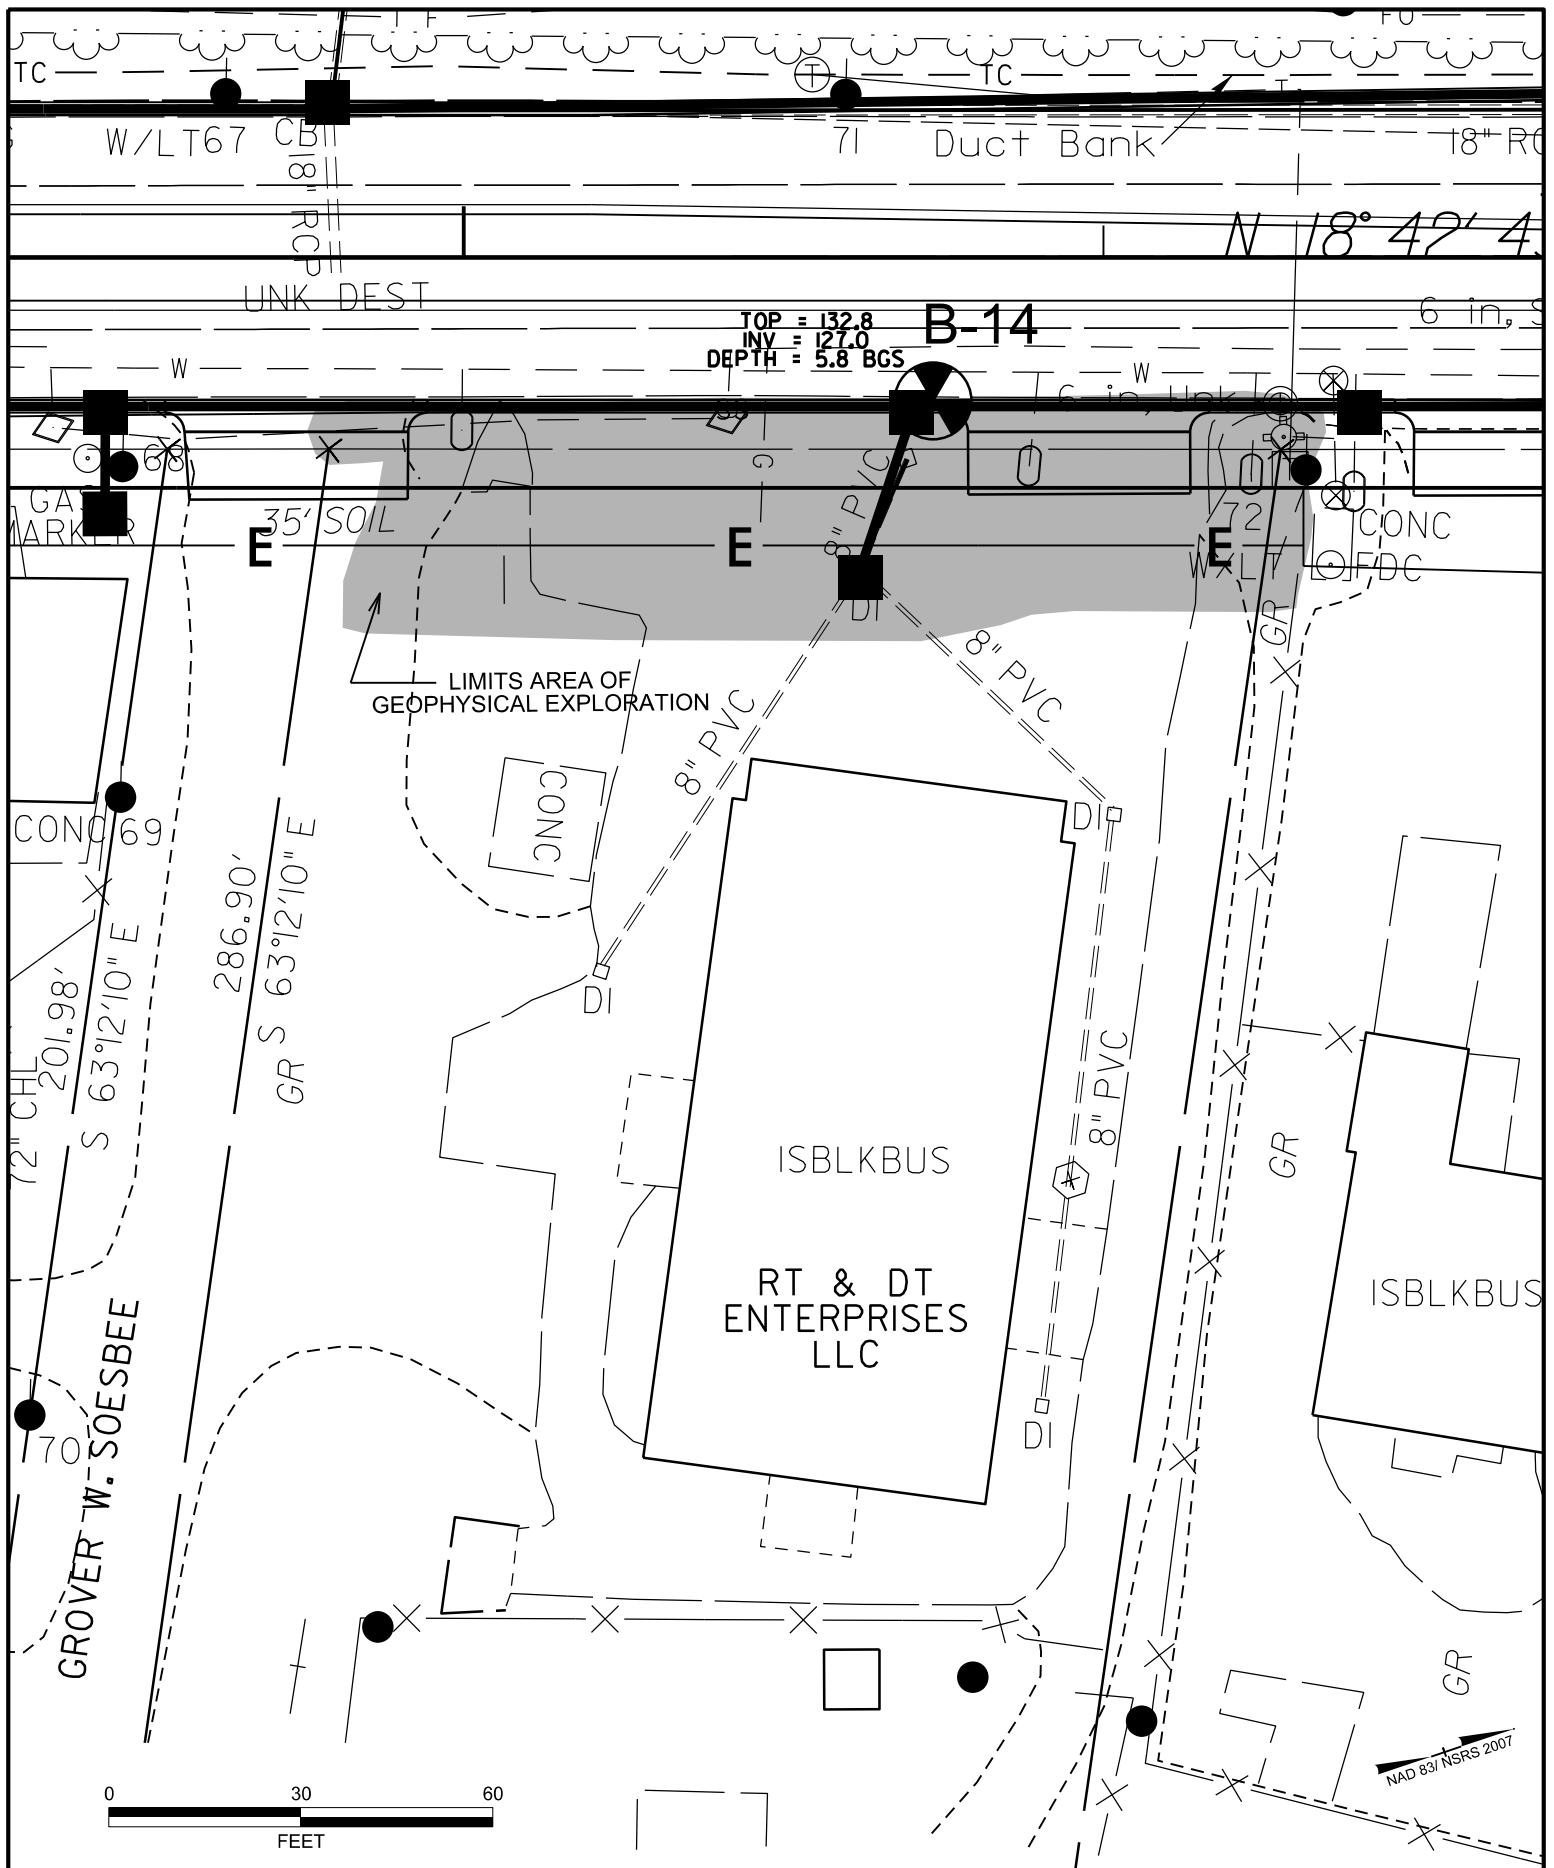 TC
TC
W/LT67
CB
71
Duct Bank
18" RC
18" RCP
N 18° 42' 4
UNK DEST
6 in, S
TOP = 132.8
INV = 127.0
DEPTH = 5.8 BGS
B-14
W
W
6 in, Unk
68
G
8" PVC
GAS
MARKER
35' SOIL
72
CONC
E
E
E
WXLT
FDC
DI
GR
LIMITS AREA OF
GEOPHYSICAL EXPLORATION
8" PVC
8" PVC
CONC
CONC 69
DI
286.90'
S 63°12'10" E
GR
201.98'
S 63°12'10" E
72" CHL
DI
8" PVC
GR
ISBLKBUS
RT & DT
ENTERPRISES
LLC
ISBLKBUS
DI
70
GROVER W. SOESBEE
GR
NAD 83/ NSRS 2007
0 30 60
FEET